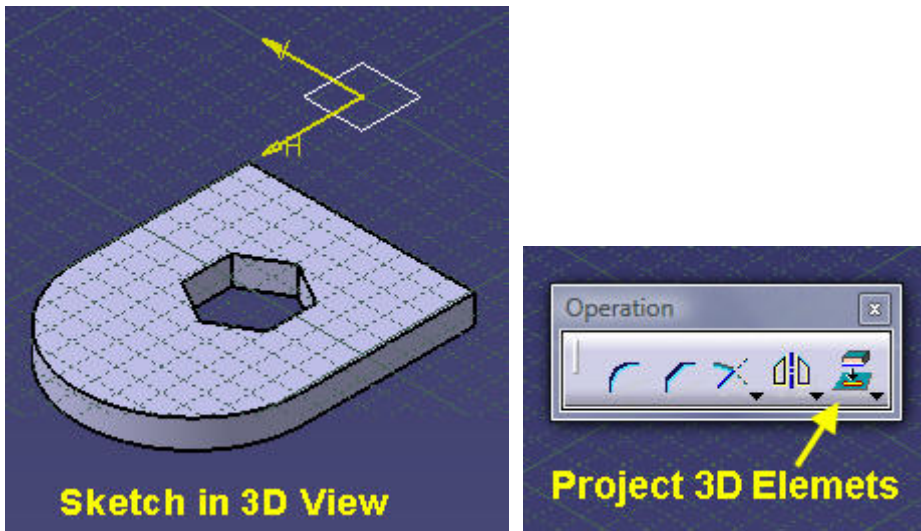 V
H
Sketch in 3D View
Operation
x
Project 3D Elemets